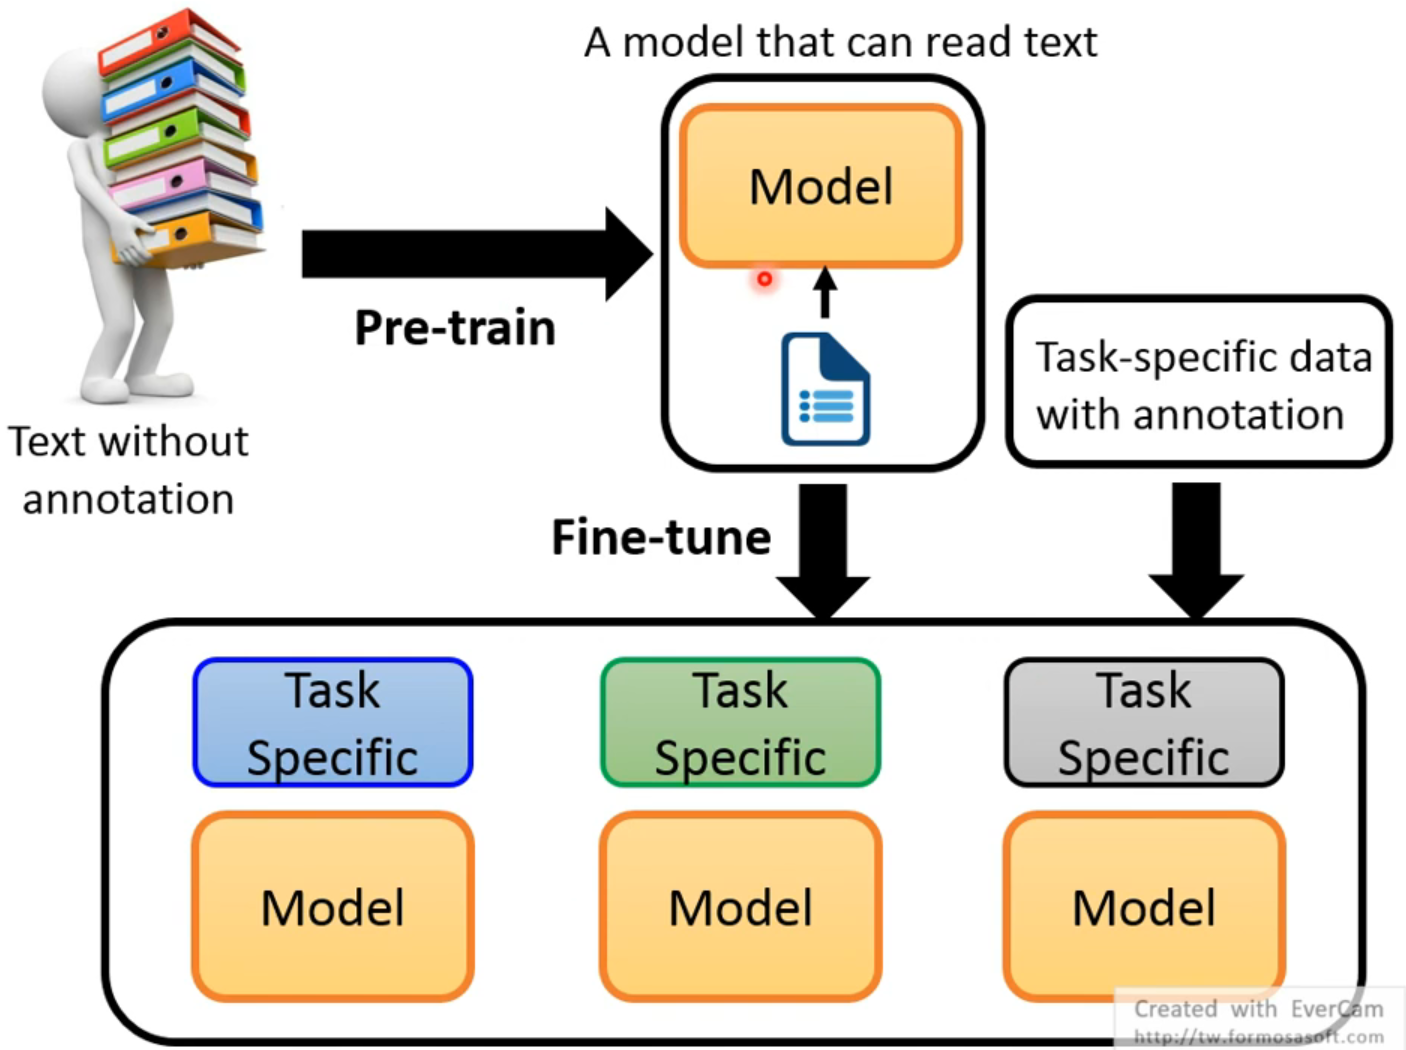 A model that can read text
Model
Pre-train
Text without
annotation
Task-specific data
with annotation
Fine-tune
Task
Specific
Task
Specific
Task
Specific
Model
Model
Model
Created with EverCam
http://tw.formosasoft.com